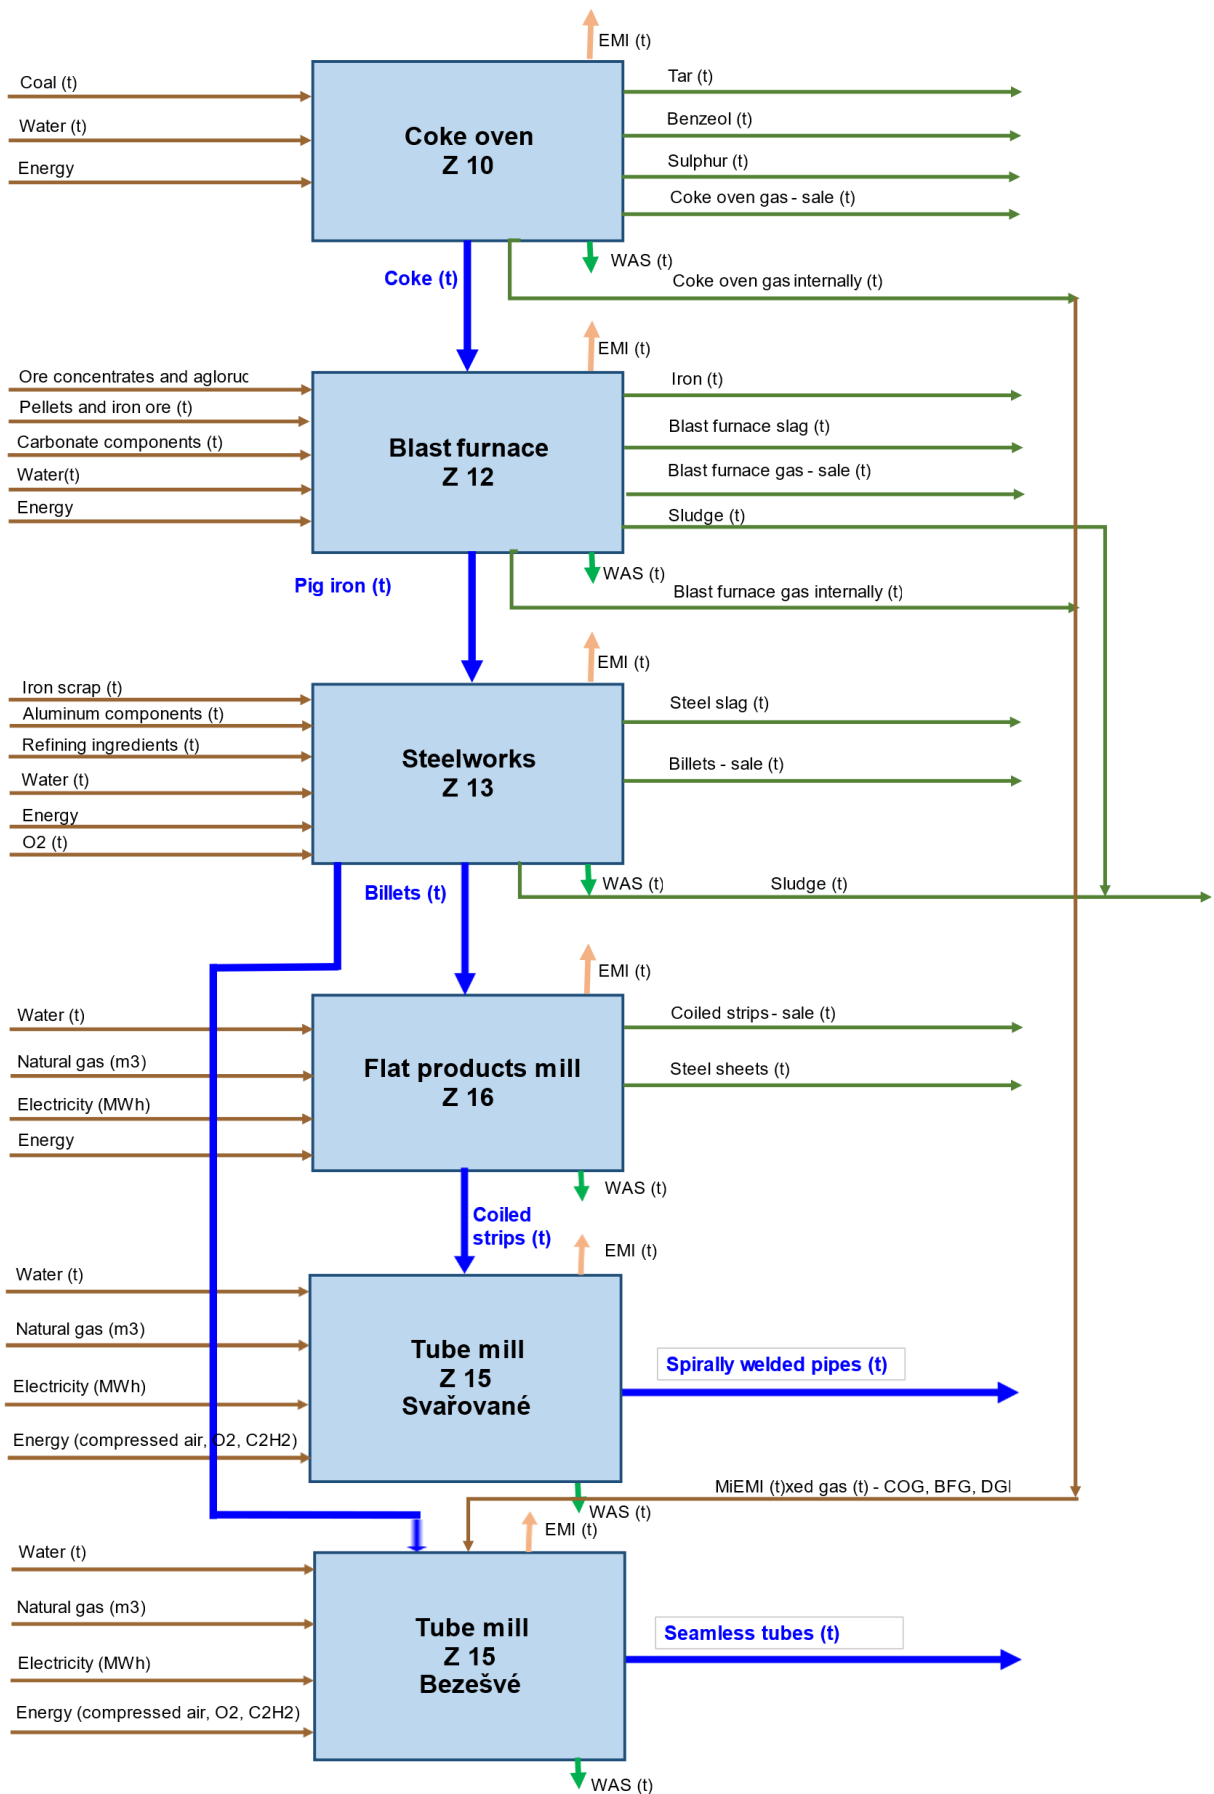 EMI (t)
Coal (t)
Water (t)
Energy
Coke oven
Z 10
Tar (t)
Benzeol (t)
Sulphur (t)
Coke oven gas - sale (t)
WAS (t)
Coke (t)
Coke oven gas internally (t)
EMI (t)
Ore concentrates and agloruc
Pellets and iron ore (t)
Carbonate components (t)
Water(t)
Energy
Blast furnace
Z 12
Iron (t)
Blast furnace slag (t)
Blast furnace gas - sale (t)
Sludge (t)
WAS (t)
Pig iron (t)
Blast furnace gas internally (t)
EMI (t)
Iron scrap (t)
Aluminum components (t)
Refining ingredients (t)
Water (t)
Energy
O2 (t)
Steelworks
Z 13
Steel slag (t)
Billets - sale (t)
Billets (t)
WAS (t)
Sludge (t)
EMI (t)
Water (t)
Natural gas (m3)
Electricity (MWh)
Energy
Flat products mill
Z 16
Coiled strips - sale (t)
Steel sheets (t)
WAS (t)
Coiled
strips (t)
EMI (t)
Water (t)
Natural gas (m3)
Electricity (MWh)
Energy (compressed air, O2, C2H2)
Tube mill
Z 15
Svařované
Spirally welded pipes (t)
MiEMI (t)xed gas (t) - COG, BFG, DGI
WAS (t)
EMI (t)
Water (t)
Natural gas (m3)
Electricity (MWh)
Energy (compressed air, O2, C2H2)
Tube mill
Z 15
Bezešvé
Seamless tubes (t)
WAS (t)